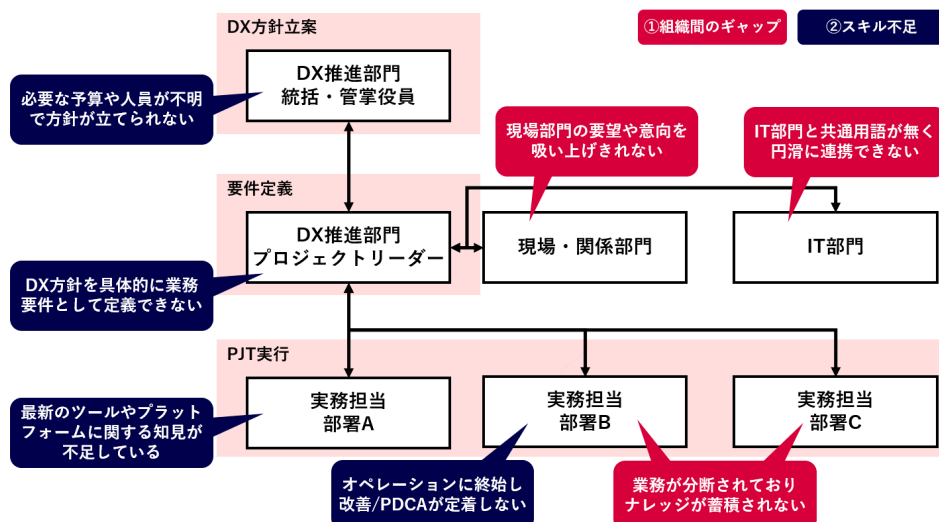 DX方針立案
①組織間のギャップ
②スキル不足
DX推進部門
統括・管掌役員
必要な予算や人員が不明
で方針が立てられない
現場部門の要望や意向を
吸い上げきれない
IT部門と共通用語が無く
円滑に連携できない
要件定義
DX推進部門
プロジェクトリーダー
現場・関係部門
IT部門
DX方針を具体的に業務
要件として定義できない
PJT実行
実務担当
部署A
実務担当
部署B
実務担当
部署C
最新のツールやプラット
フォームに関する知見が
不足している
オペレーションに終始し
改善/PDCAが定着しない
業務が分断されており
ナレッジが蓄積されない